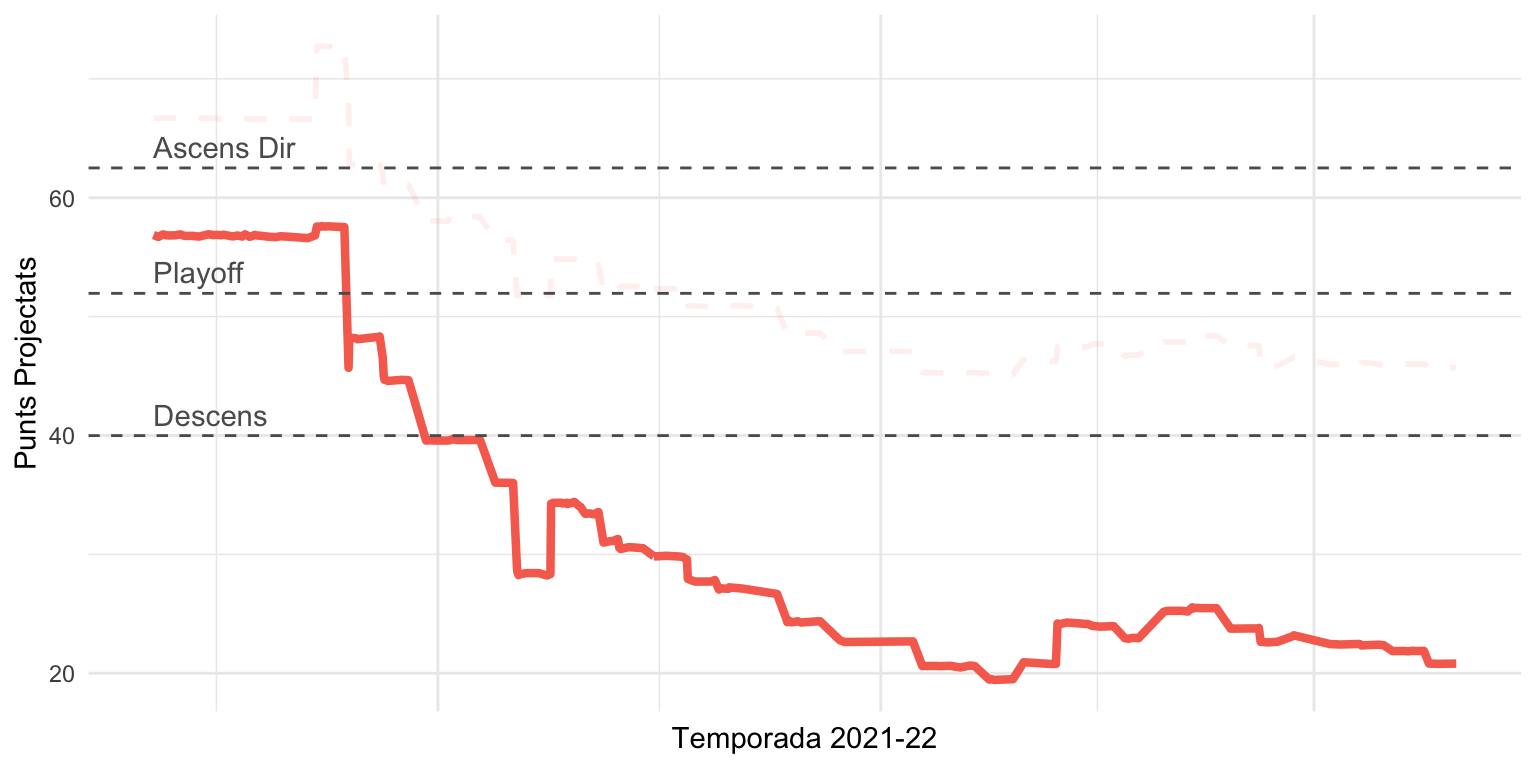 Ascens Dir
60
Playoff
Descens
40
20
Punts Projectats
Temporada 2021-22